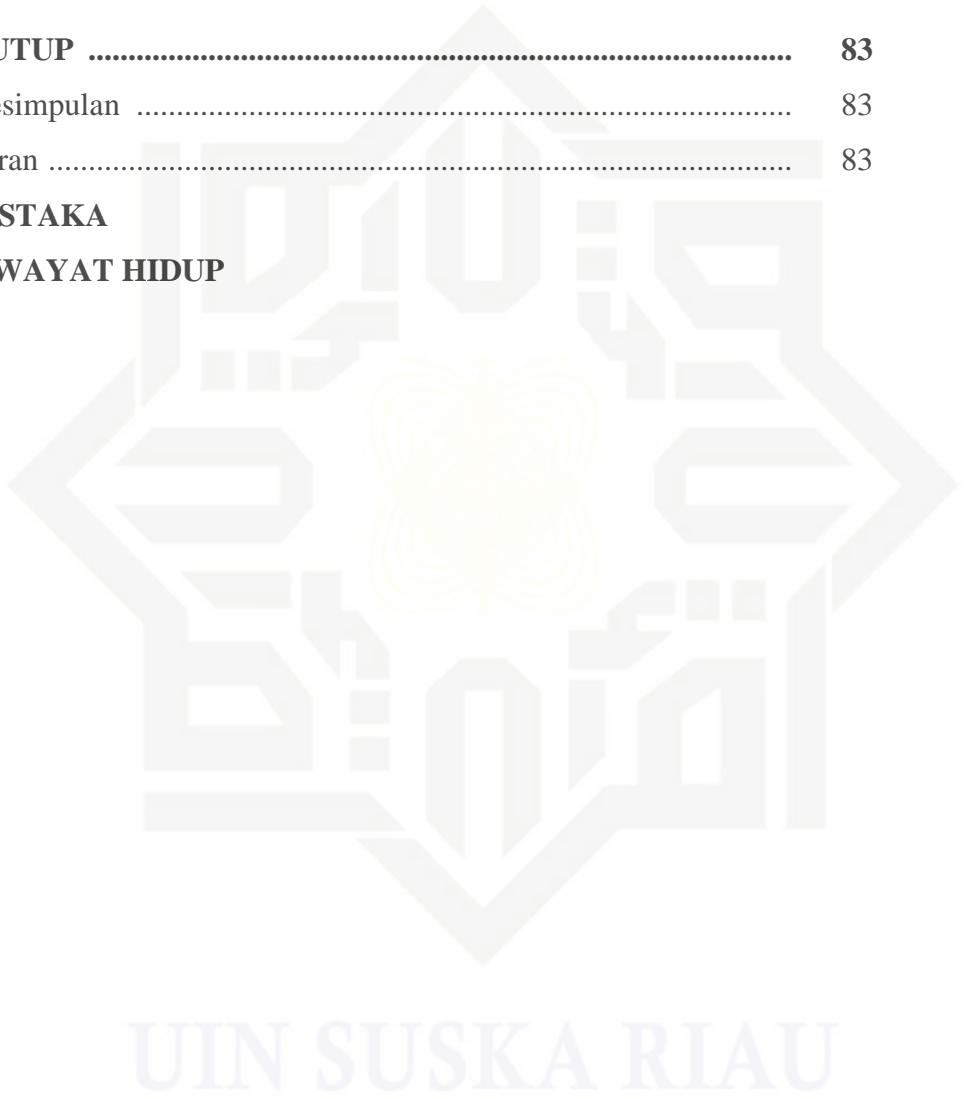 UTUP ........................................................................................ 83
esimpulan .................................................................................. 83
ran ............................................................................................. 83
STAKA
WAYAT HIDUP
UIN SUSKA RIAU